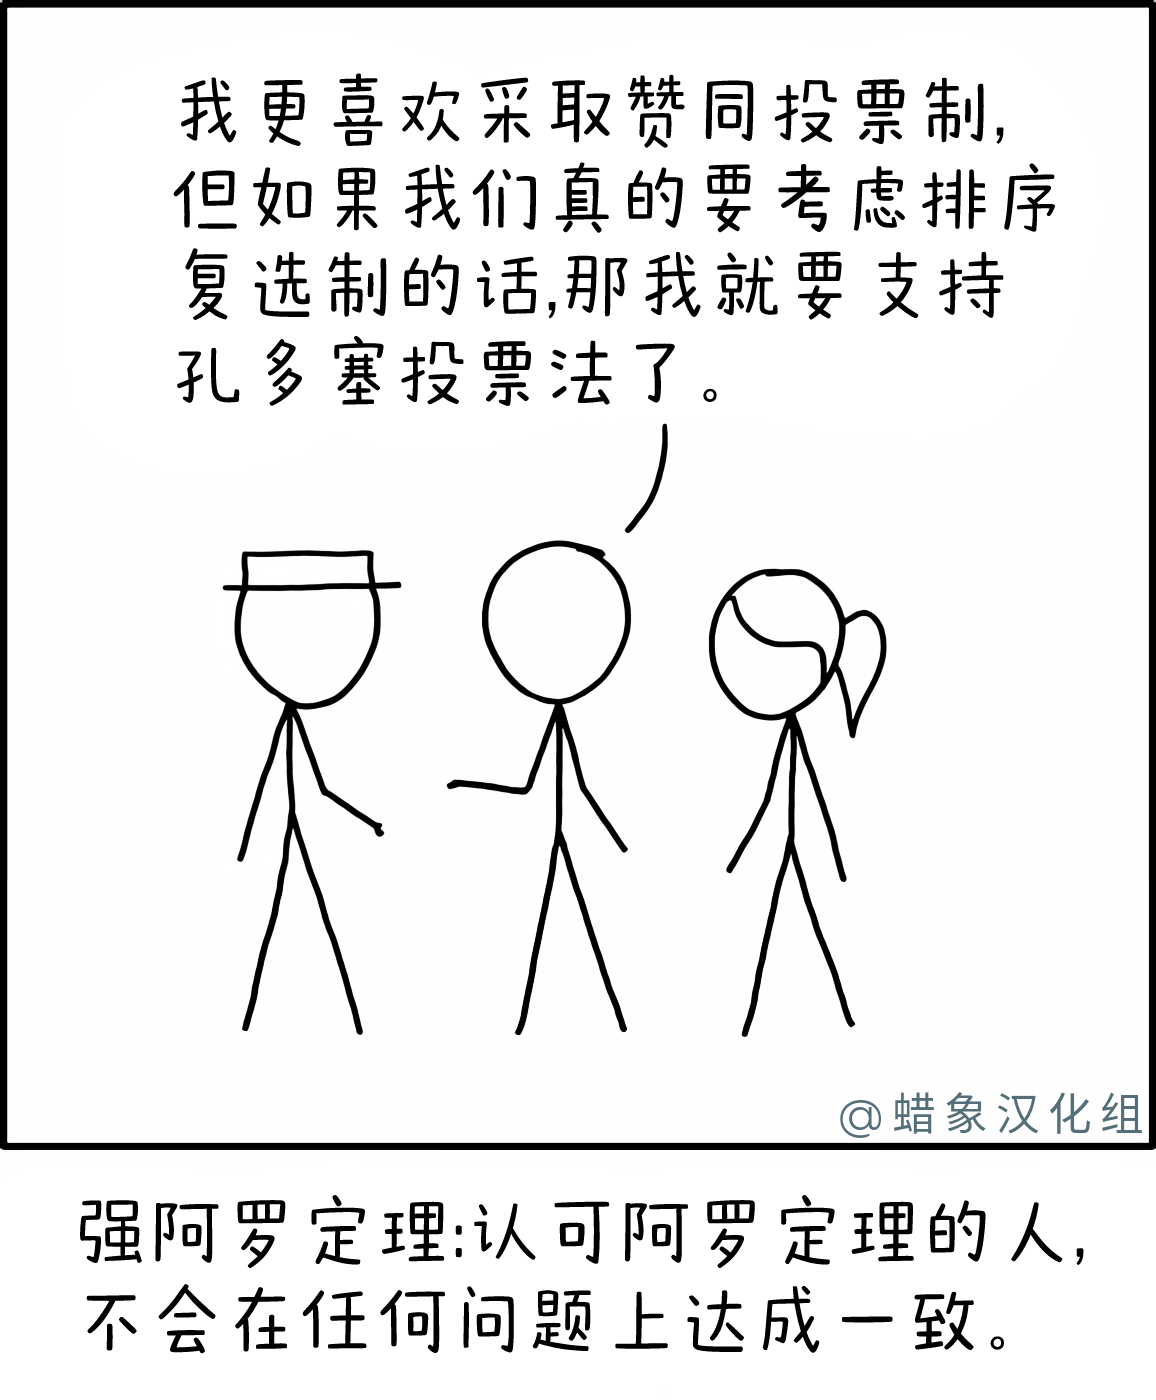 我更喜欢采取赞同投票制,
但如果我们真的要考虑排序
复选制的话,那我就要支持
孔多塞投票法了。
@蜡象汉化组
强阿罗定理:认可阿罗定理的人,
不会在任何问题上达成一致。